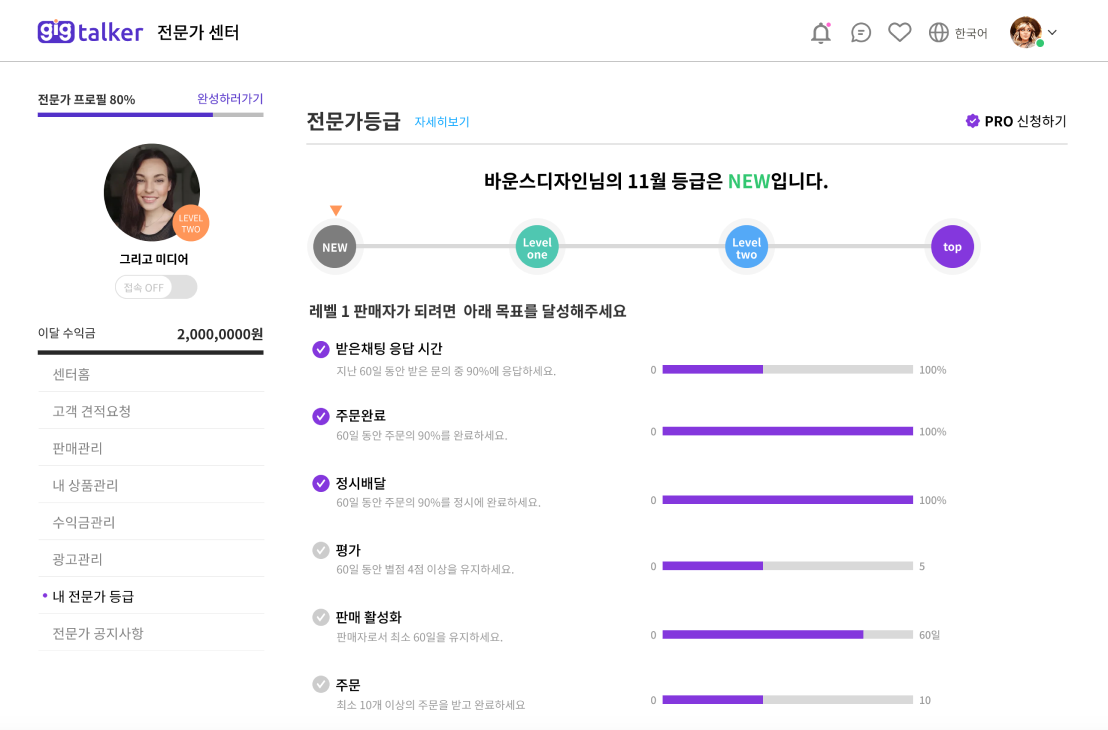 gigtalker 전문가 센터
한국어
전문가 프로필 80% 완성하러가기
LEVEL
TWO
그리고 미디어
접속 OFF
이달 수익금 2,000,0000원
센터홈
고객 견적요청
판매관리
내 상품관리
수익금관리
광고관리
내 전문가 등급
전문가 공지사항
전문가등급 자세히보기
PRO 신청하기
바운스디자인님의 11월 등급은 NEW입니다.
NEW
Level
one
Level
two
top
레벨 1 판매자가 되려면 아래 목표를 달성해주세요
받은채팅 응답 시간
지난 60일 동안 받은 문의 중 90%에 응답하세요.
0 100%
주문완료
60일 동안 주문의 90%를 완료하세요.
0 100%
정시배달
60일 동안 주문의 90%를 정시에 완료하세요.
0 100%
평가
60일 동안 별점 4점 이상을 유지하세요.
0 5
판매 활성화
판매자로서 최소 60일을 유지하세요.
0 60일
주문
최소 10개 이상의 주문을 받고 완료하세요
0 10